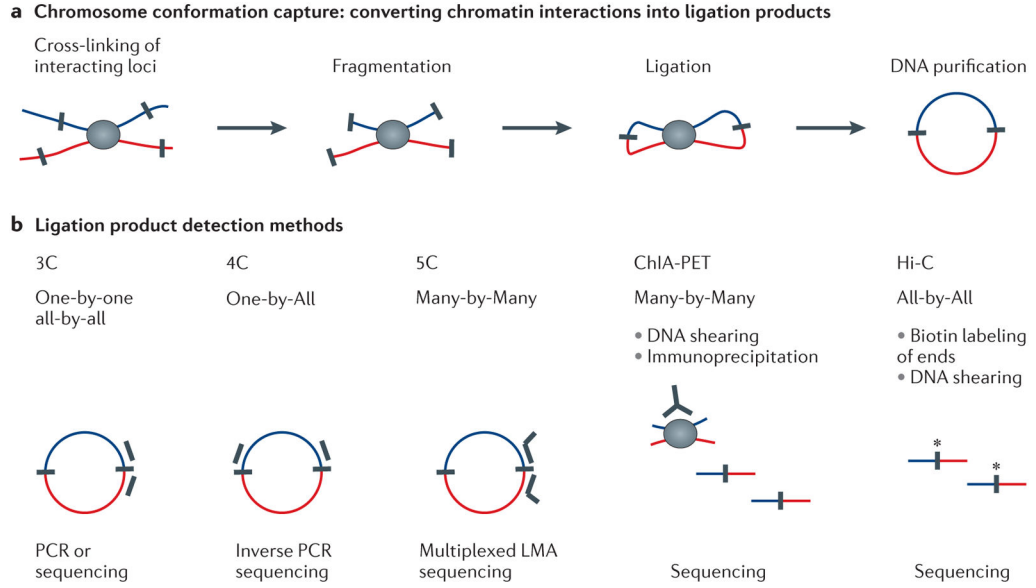 a Chromosome conformation capture: converting chromatin interactions into ligation products
Cross-linking of
interacting loci
Fragmentation
Ligation
DNA purification
b Ligation product detection methods
3C
One-by-one
all-by-all
4C
One-by-All
5C
Many-by-Many
ChIA-PET
Many-by-Many
• DNA shearing
• Immunoprecipitation
Hi-C
All-by-All
• Biotin labeling
of ends
• DNA shearing
*
*
PCR or
sequencing
Inverse PCR
sequencing
Multiplexed LMA
sequencing
Sequencing
Sequencing